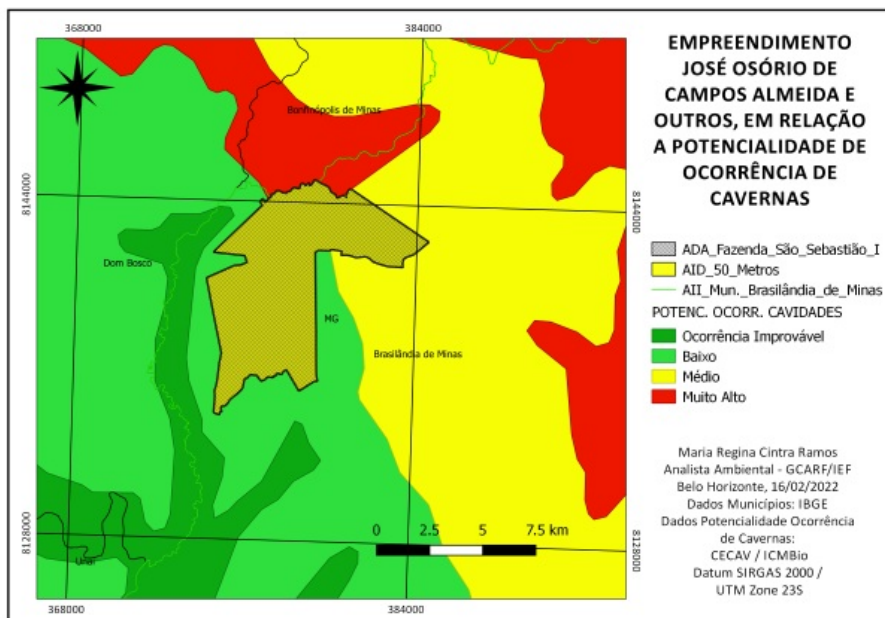 368000
384000
EMPREENDIMENTO
JOSÉ OSÓRIO DE
CAMPOS ALMEIDA E
OUTROS, EM RELAÇÃO
A POTENCIALIDADE DE
OCORRÊNCIA DE
CAVERNAS
Bonfinópolis de Minas
8144000
8144000
Dom Bosco
MG
Brasilândia de Minas
ADA_Fazenda_São_Sebastião_I
AID_50_Metros
AII_Mun._Brasilândia_de_Minas
POTENC. OCORR. CAVIDADES
Ocorrência Improvável
Baixo
Médio
Muito Alto
Maria Regina Cintra Ramos
Analista Ambiental - GCARF/IEF
Belo Horizonte, 16/02/2022
Dados Municípios: IBGE
Dados Potencialidade Ocorrência
de Cavernas:
CECAV / ICMBio
Datum SIRGAS 2000 /
UTM Zone 23S
0 2.5 5 7.5 km
8128000
8128000
Unaí
368000
384000